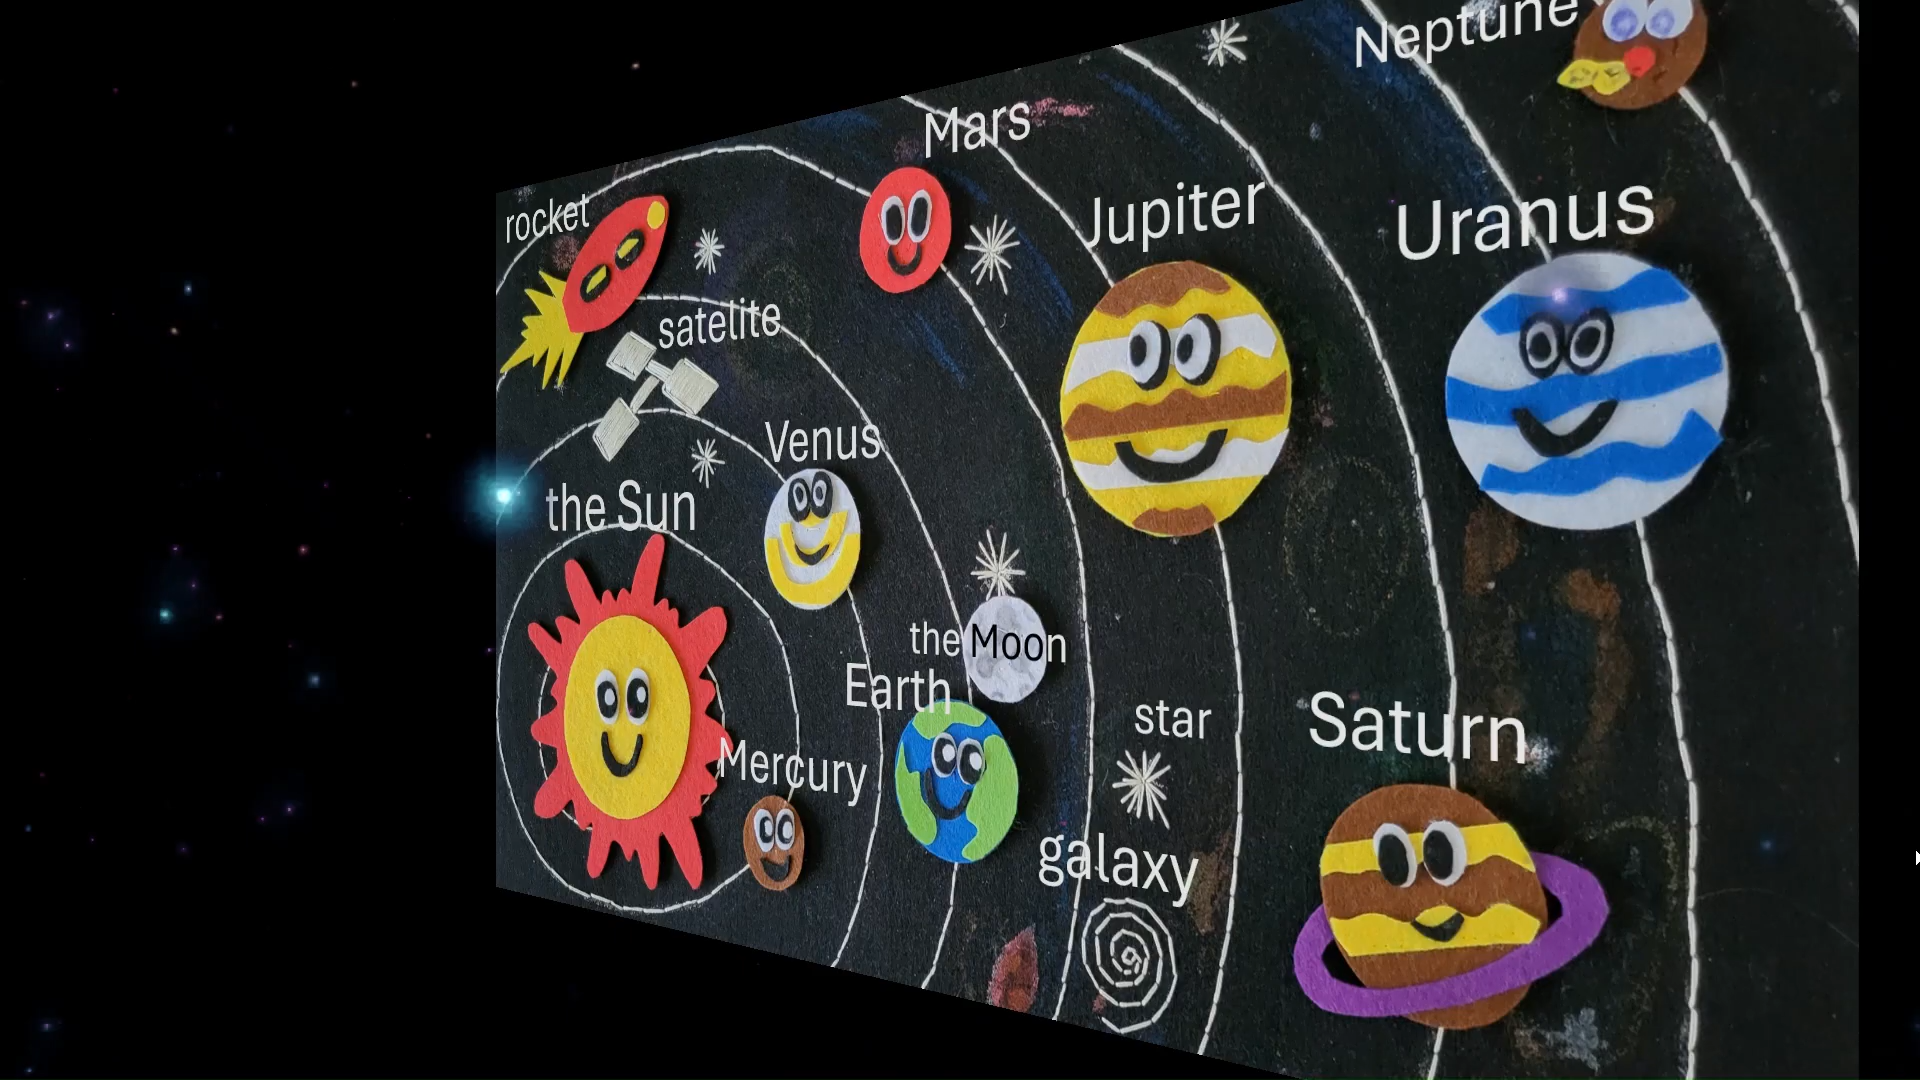 Neptune
Mars
rocket
Jupiter
Uranus
satelite
Venus
the Sun
the Moon
Earth
star
Saturn
Mercury
galaxy